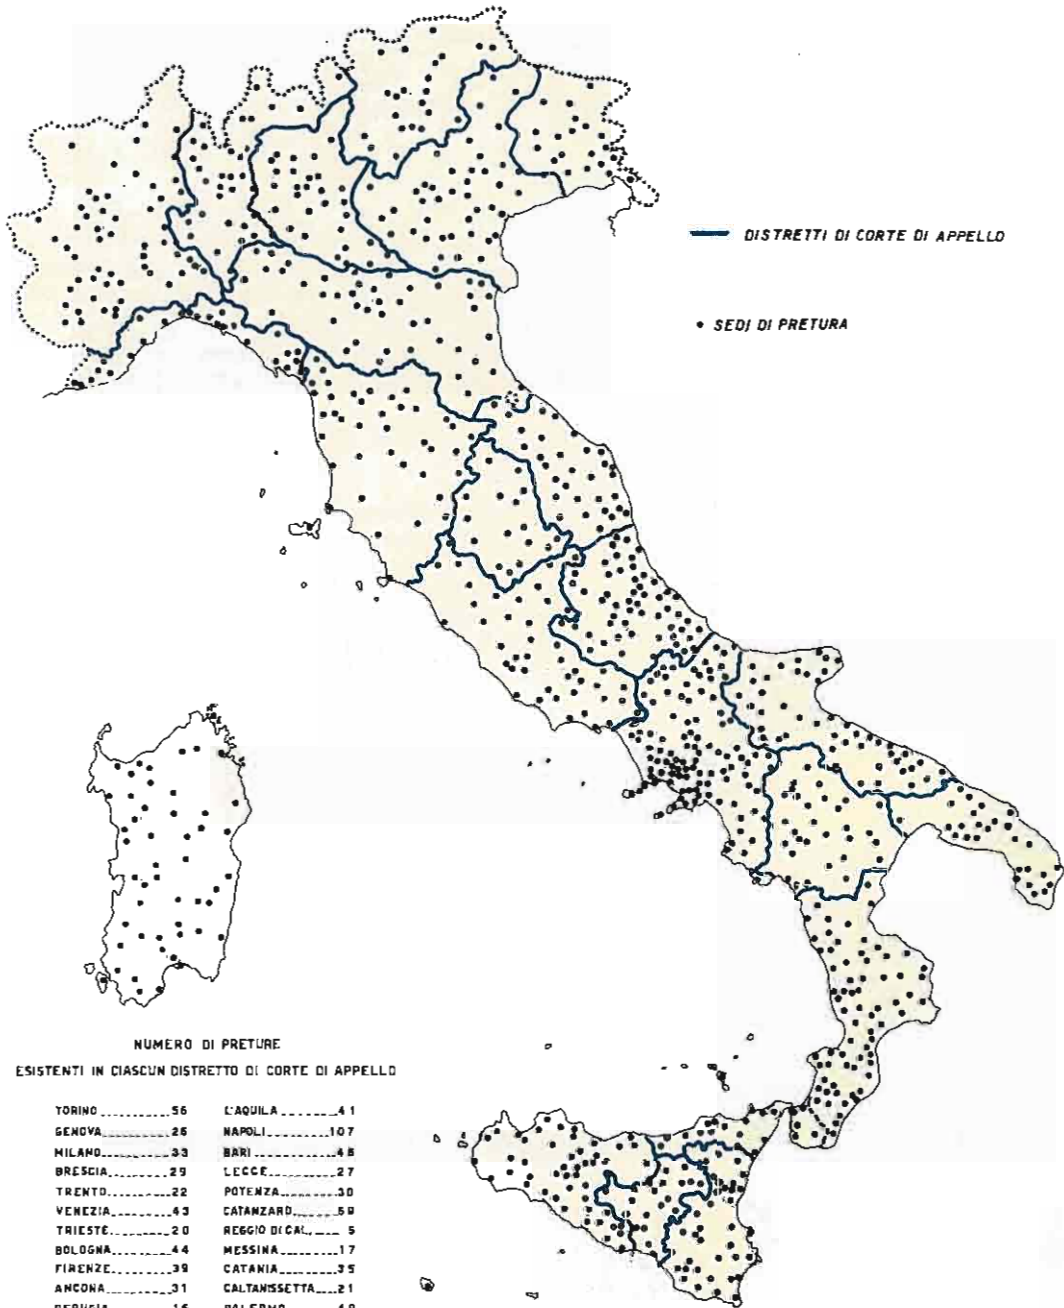 DISTRETTI DI CORTE DI APPELLO
SEDI DI PRETURA
NUMERO DI PRETURE
ESISTENTI IN CIASCUN DISTRETTO DI CORTE DI APPELLO
TORINO 56
GENOVA
MILANO 33
BRESCIA 29
TRENTO 22
VENEZIA 43
TRIESTE 20
BOLOGNA 44
FIRENZE 39
ANCONA 31
L'AQUILA 41
NAPOLI 107
BARI
LECCE 27
POTENZA 30
CATANZARO
REGGIO DI CAL. 5
MESSINA 17
CATANIA 35
CALTANISSETTA 21